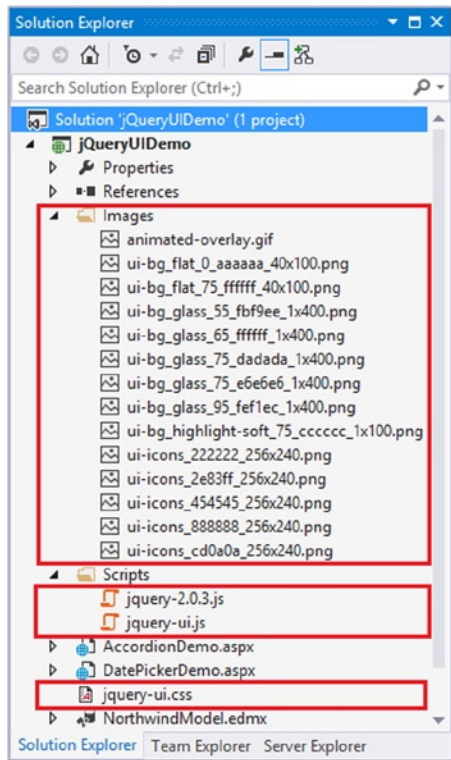 Solution Explorer
Search Solution Explorer (Ctrl+;)
Solution 'jQueryUIDemo' (1 project)
jQueryUIDemo
Properties
References
Images
animated-overlay.gif
ui-bg_flat_0_aaaaaa_40x100.png
ui-bg_flat_75_ffffff_40x100.png
ui-bg_glass_55_fbf9ee_1x400.png
ui-bg_glass_65_ffffff_1x400.png
ui-bg_glass_75_dadada_1x400.png
ui-bg_glass_75_e6e6e6_1x400.png
ui-bg_glass_95_fef1ec_1x400.png
ui-bg_highlight-soft_75_cccccc_1x100.png
ui-icons_222222_256x240.png
ui-icons_2e83ff_256x240.png
ui-icons_454545_256x240.png
ui-icons_888888_256x240.png
ui-icons_cd0a0a_256x240.png
Scripts
jquery-2.0.3.js
jquery-ui.js
AccordionDemo.aspx
DatePickerDemo.aspx
jquery-ui.css
NorthwindModel.edmx
Solution Explorer Team Explorer Server Explorer